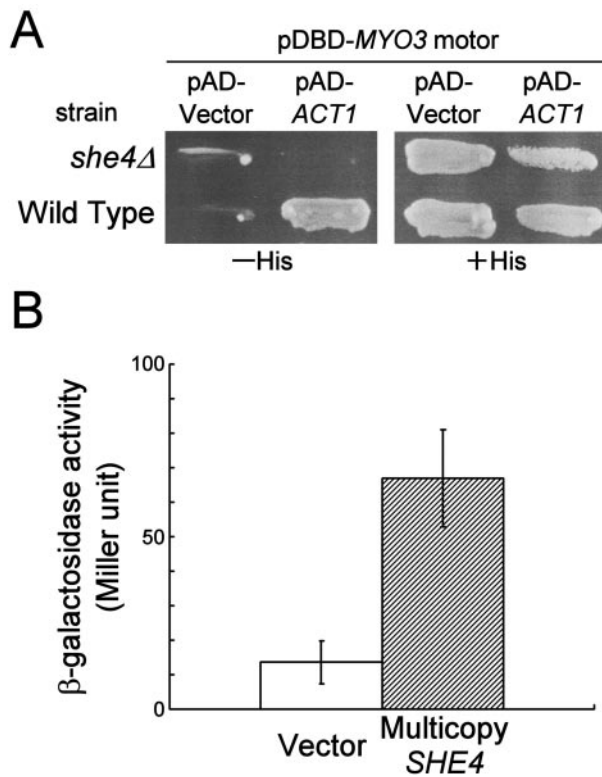 A
pDBD-MYO3 motor
strain
pAD-
Vector
pAD-
ACT1
pAD-
Vector
pAD-
ACT1
she4Δ
Wild Type
—His
+His
B
β-galactosidase activity
(Miller unit)
100
50
0
Vector
Multicopy
SHE4